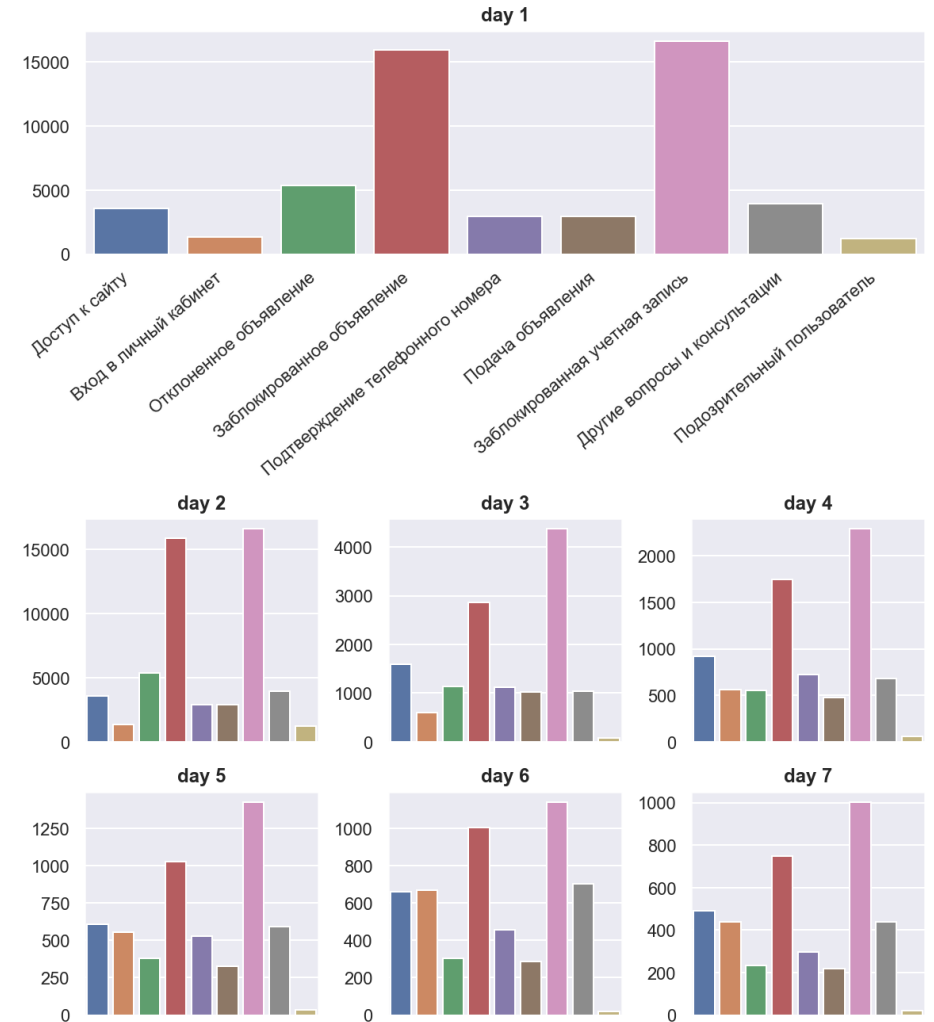 day 1
15000
10000
5000
0
Доступ к сайту
Вход в личный кабинет
Отклоненное объявление
Заблокированное объявление
Подтверждение телефонного номера
Подача объявления
Заблокированная учетная запись
Другие вопросы и консультации
Подозрительный пользователь
day 2
15000
10000
5000
0
day 3
4000
3000
2000
1000
0
day 4
2000
1500
1000
500
0
day 5
1250
1000
750
500
250
0
day 6
1000
800
600
400
200
0
day 7
1000
800
600
400
200
0